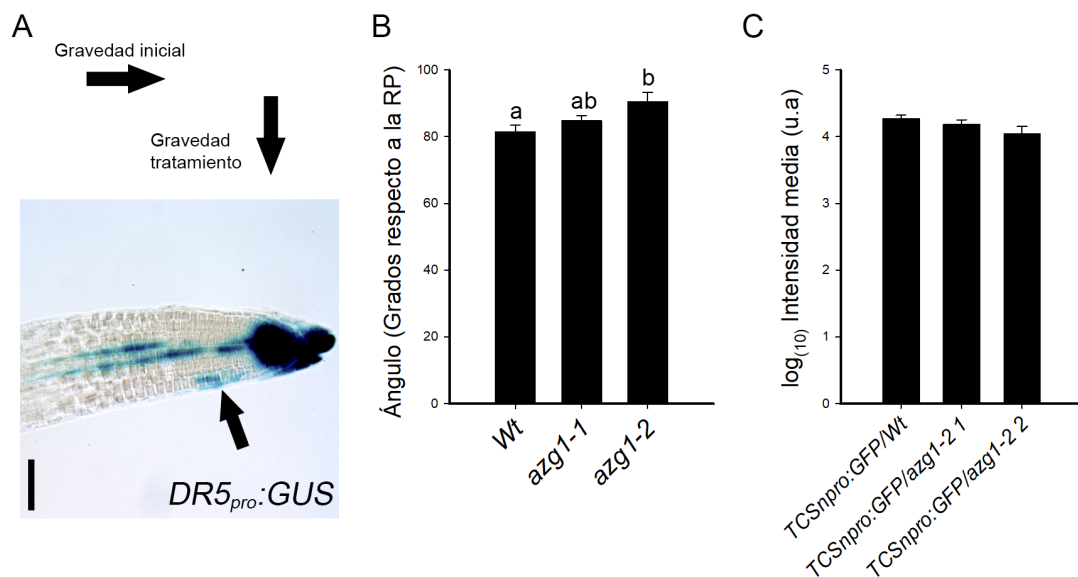 A
Gravedad inicial
Gravedad
tratamiento
DR5pro:GUS
B
Ángulo (Grados respecto a la RP)
100
80
60
40
20
0
a
ab
b
Wt
azg1-1
azg1-2
C
log(10) Intensidad media (u.a)
5
4
3
2
1
0
TCSnpro:GFP/Wt
TCSnpro:GFP/azg1-2 1
TCSnpro:GFP/azg1-2 2